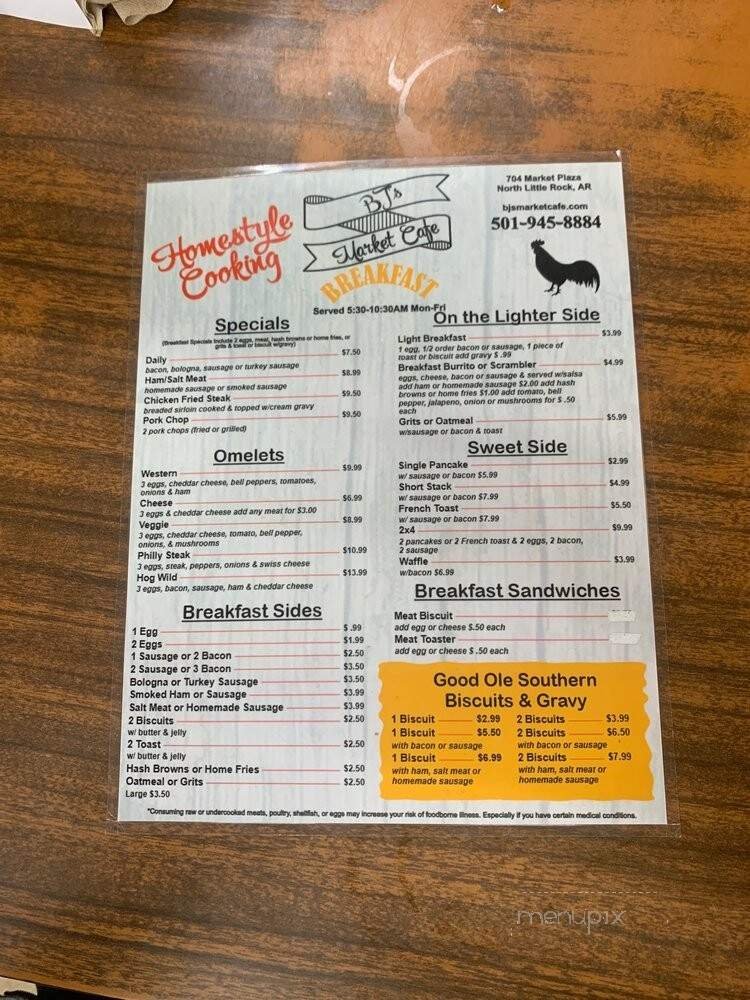 704 Market Plaza
North Little Rock, AR
bjsmarketcafe.com
501-945-8884
Homestyle
Cooking
BJ's
Market Cafe
BREAKFAST
Served 5:30-10:30AM Mon-Fri
Specials
(Breakfast Specials Include 2 eggs, meat, hash browns or home fries, or
grits & toast or biscuit w/gravy)
Daily $7.50
bacon, bologna, sausage or turkey sausage
Ham/Salt Meat $8.99
homemade sausage or smoked sausage
Chicken Fried Steak $9.50
breaded sirloin cooked & topped w/cream gravy
Pork Chop $9.50
2 pork chops (fried or grilled)
Omelets
Western $9.99
3 eggs, cheddar cheese, bell peppers, tomatoes,
onions & ham
Cheese $6.99
3 eggs & cheddar cheese add any meat for $3.00
Veggie $8.99
3 eggs, cheddar cheese, tomato, bell pepper,
onions, & mushrooms
Philly Steak $10.99
3 eggs, steak, peppers, onions & swiss cheese
Hog Wild $13.99
3 eggs, bacon, sausage, ham & cheddar cheese
Breakfast Sides
1 Egg $ .99
2 Eggs $1.99
1 Sausage or 2 Bacon $2.50
2 Sausage or 3 Bacon $3.50
Bologna or Turkey Sausage $3.50
Smoked Ham or Sausage $3.99
Salt Meat or Homemade Sausage $3.99
2 Biscuits $2.50
w/ butter & jelly
2 Toast $2.50
w/ butter & jelly
Hash Browns or Home Fries $2.50
Oatmeal or Grits $2.50
Large $3.50
On the Lighter Side
Light Breakfast $3.99
1 egg, 1/2 order bacon or sausage, 1 piece of
toast or biscuit add gravy $ .99
Breakfast Burrito or Scrambler $4.99
eggs, cheese, bacon or sausage & served w/salsa
add ham or homemade sausage $2.00 add hash
browns or home fries $1.00 add tomato, bell
pepper, jalapeno, onion or mushrooms for $ .50
each
Grits or Oatmeal $5.99
w/sausage or bacon & toast
Sweet Side
Single Pancake $2.99
w/ sausage or bacon $5.99
Short Stack $4.99
w/ sausage or bacon $7.99
French Toast $5.50
w/ sausage or bacon $7.99
2x4 $9.99
2 pancakes or 2 French toast & 2 eggs, 2 bacon,
2 sausage
Waffle $3.99
w/bacon $6.99
Breakfast Sandwiches
Meat Biscuit
add egg or cheese $.50 each
Meat Toaster
add egg or cheese $ .50 each
Good Ole Southern
Biscuits & Gravy
1 Biscuit $2.99 2 Biscuits $3.99
1 Biscuit $5.50 2 Biscuits $6.50
with bacon or sausage with bacon or sausage
1 Biscuit $6.99 2 Biscuits $7.99
with ham, salt meat or with ham, salt meat or
homemade sausage homemade sausage
*Consuming raw or undercooked meats, poultry, shellfish, or eggs may increase your risk of foodborne illness. Especially if you have certain medical conditions.
menupix